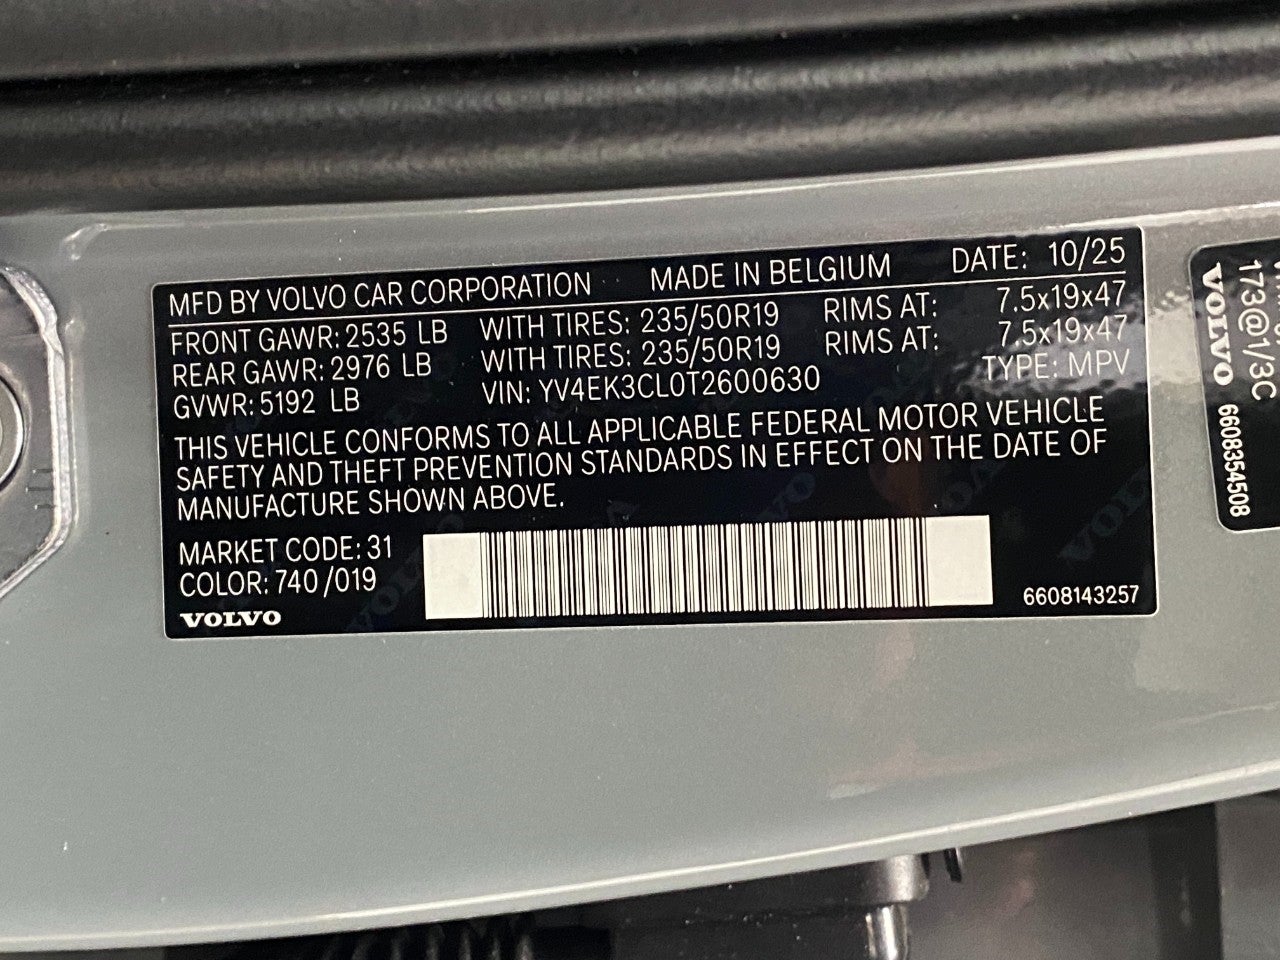 MFD BY VOLVO CAR CORPORATION MADE IN BELGIUM DATE: 10/25
FRONT GAWR: 2535 LB WITH TIRES: 235/50R19 RIMS AT: 7.5x19x47
REAR GAWR: 2976 LB WITH TIRES: 235/50R19 RIMS AT: 7.5x19x47
GVWR: 5192 LB VIN: YV4EK3CL0T2600630 TYPE: MPV
THIS VEHICLE CONFORMS TO ALL APPLICABLE FEDERAL MOTOR VEHICLE
SAFETY AND THEFT PREVENTION STANDARDS IN EFFECT ON THE DATE OF
MANUFACTURE SHOWN ABOVE.
MARKET CODE: 31
COLOR: 740/019
VOLVO
6608143257
173@1/3C
VOLVO 6608354508